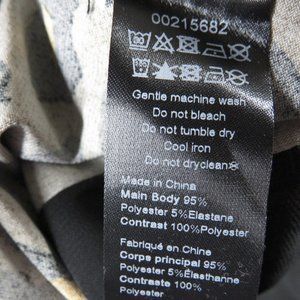 00215682
Gentle machine wash
Do not bleach
Do not tumble dry
Cool iron
Do not dryclean
Made in China
Main Body 95%
Polyester 5%Elastane
Contrast 100%Polyester
Fabriqué en Chine
Corps principal 95%
Polyester 5%Élasthanne
Contraste 100%
Polyester